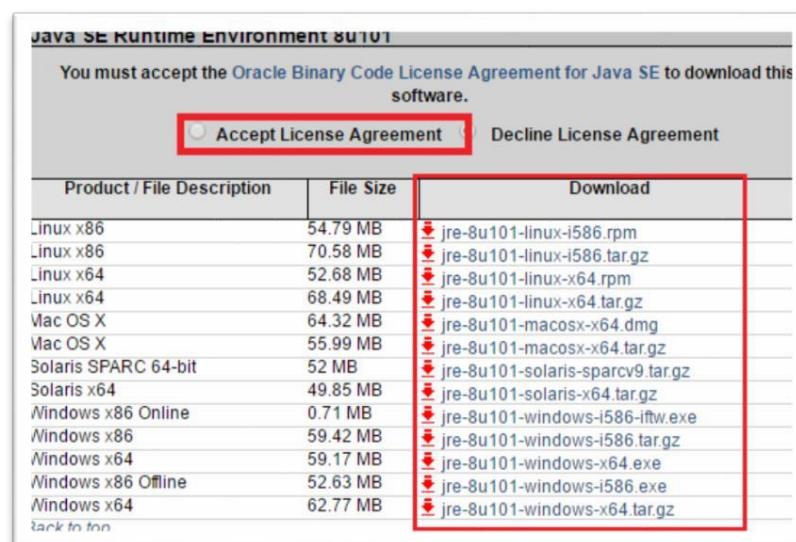 Java SE Runtime Environment 8u101
You must accept the Oracle Binary Code License Agreement for Java SE to download this
software.
Accept License Agreement Decline License Agreement
Product / File Description File Size Download
Linux x86 54.79 MB jre-8u101-linux-i586.rpm
Linux x86 70.58 MB jre-8u101-linux-i586.tar.gz
Linux x64 52.68 MB jre-8u101-linux-x64.rpm
Linux x64 68.49 MB jre-8u101-linux-x64.tar.gz
Mac OS X 64.32 MB jre-8u101-macosx-x64.dmg
Mac OS X 55.99 MB jre-8u101-macosx-x64.tar.gz
Solaris SPARC 64-bit 52 MB jre-8u101-solaris-sparcv9.tar.gz
Solaris x64 49.85 MB jre-8u101-solaris-x64.tar.gz
Windows x86 Online 0.71 MB jre-8u101-windows-i586-iftw.exe
Windows x86 59.42 MB jre-8u101-windows-i586.tar.gz
Windows x64 59.17 MB jre-8u101-windows-x64.exe
Windows x86 Offline 52.63 MB jre-8u101-windows-i586.exe
Windows x64 62.77 MB jre-8u101-windows-x64.tar.gz
Back to top